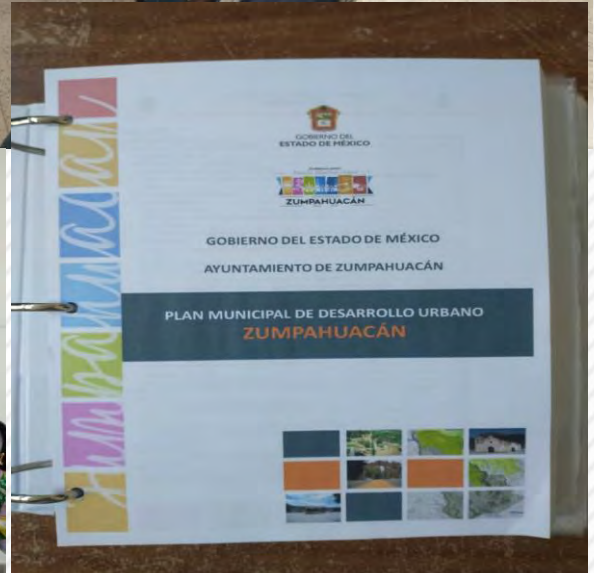 GOBIERNO DEL
ESTADO DE MÉXICO
ZUMPAHUACÁN
GOBIERNO DEL ESTADO DE MÉXICO
AYUNTAMIENTO DE ZUMPAHUACÁN
PLAN MUNICIPAL DE DESARROLLO URBANO
ZUMPAHUACÁN
zumpahuacan